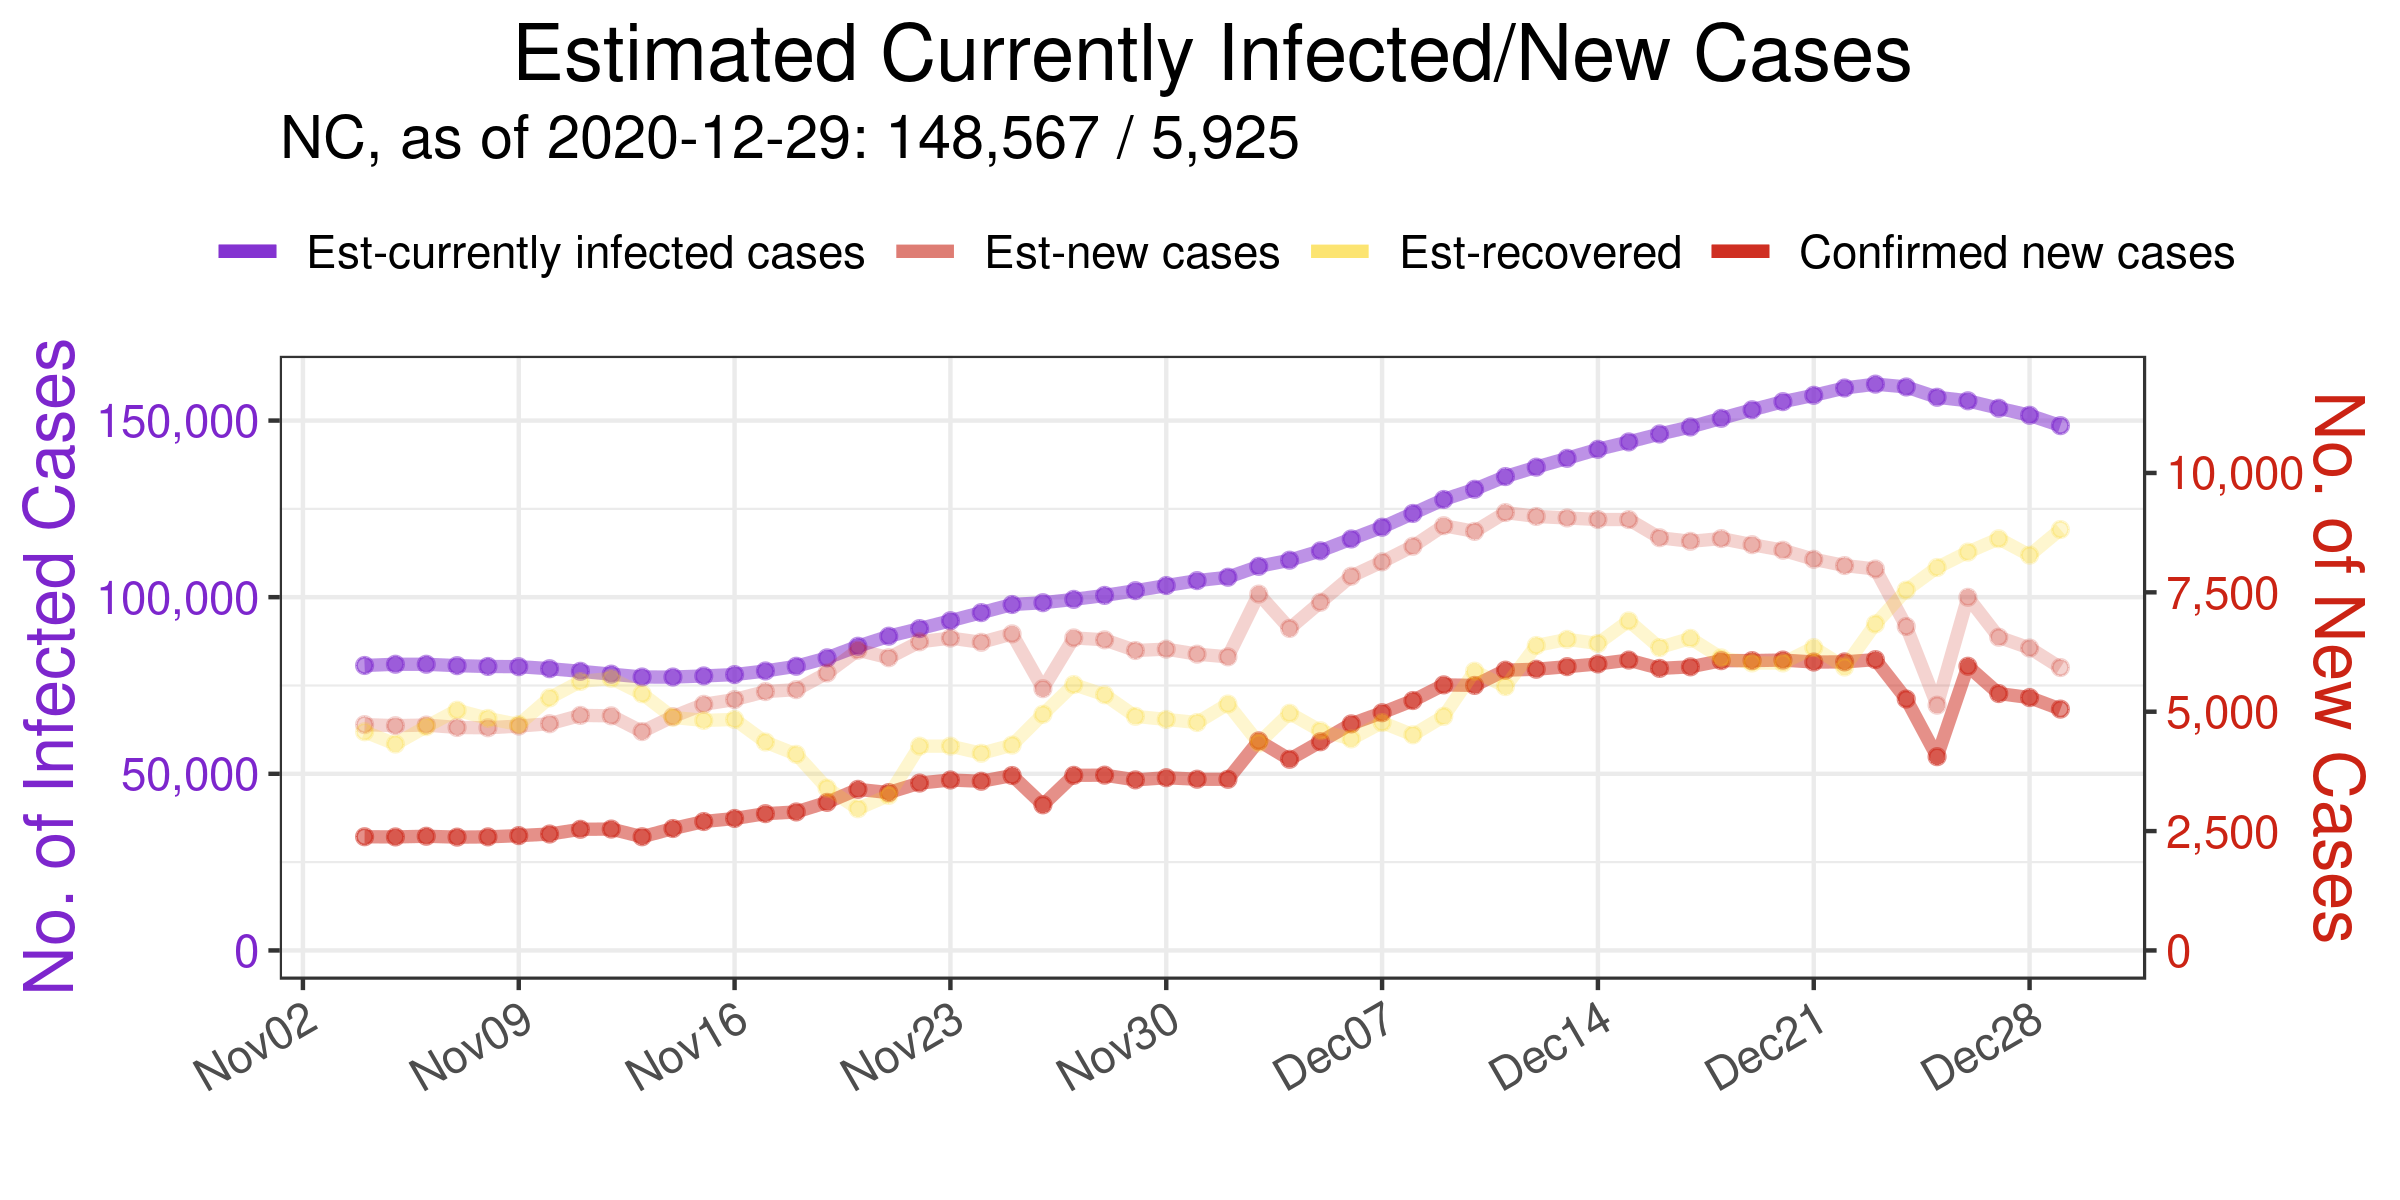 Estimated Currently Infected/New Cases
NC, as of 2020-12-29: 148,567 / 5,925
Est-currently infected cases Est-new cases Est-recovered Confirmed new cases
No. of Infected Cases
150,000
100,000
50,000
0
10,000
7,500
5,000
2,500
0
No. of New Cases
Nov02 Nov09 Nov16 Nov23 Nov30 Dec07 Dec14 Dec21 Dec28